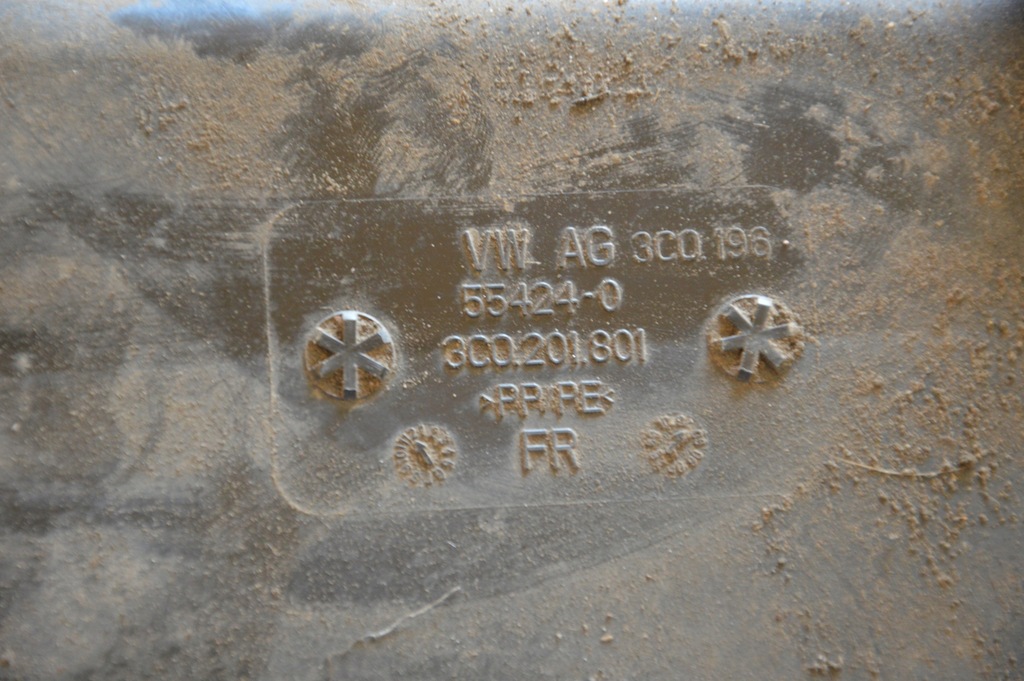 VW. AG 3C0.196
55424-0
3C0.201.801
>PP/PE<
FR